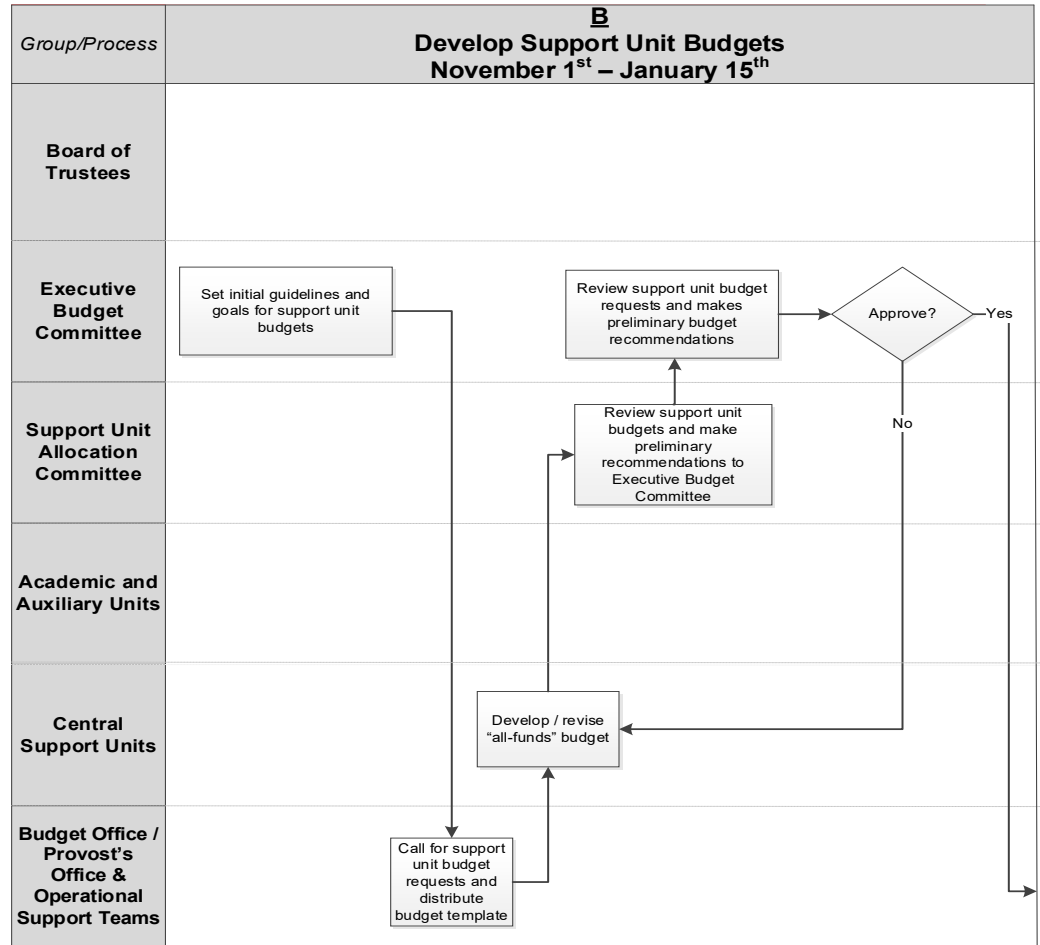 Group/Process
B
Develop Support Unit Budgets
November 1st – January 15th
Board of
Trustees
Executive
Budget
Committee
Set initial guidelines and
goals for support unit
budgets
Review support unit budget
requests and makes
preliminary budget
recommendations
Approve?
Yes
No
Support Unit
Allocation
Committee
Review support unit
budgets and make
preliminary
recommendations to
Executive Budget
Committee
Academic and
Auxiliary Units
Central
Support Units
Develop / revise
“all-funds” budget
Budget Office /
Provost’s
Office &
Operational
Support Teams
Call for support
unit budget
requests and
distribute
budget template